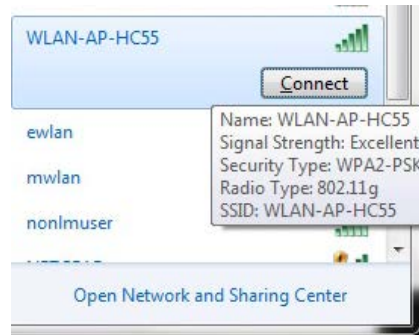 WLAN-AP-HC55
Connect
Name: WLAN-AP-HC55
Signal Strength: Excellent
Security Type: WPA2-PSK
Radio Type: 802.11g
SSID: WLAN-AP-HC55
ewlan
mwlan
nonlmuser
Open Network and Sharing Center